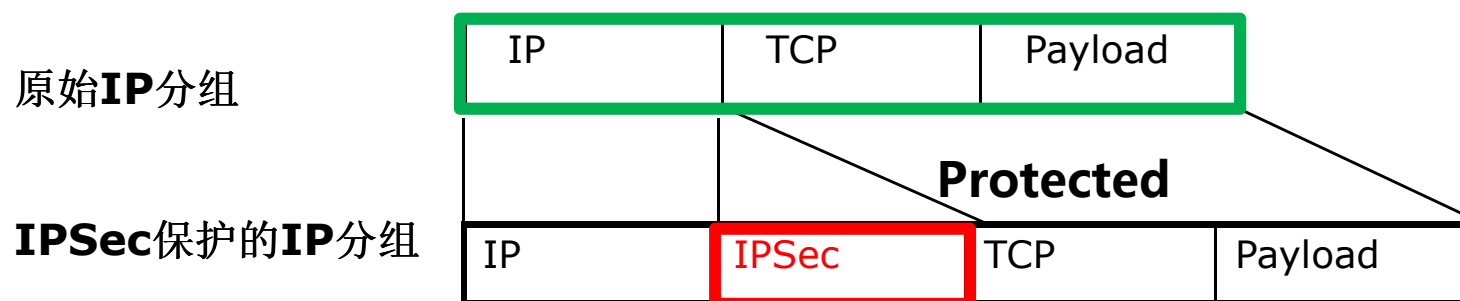 IP TCP Payload
原始IP分组
Protected
IPSec保护的IP分组
IP IPSec TCP Payload